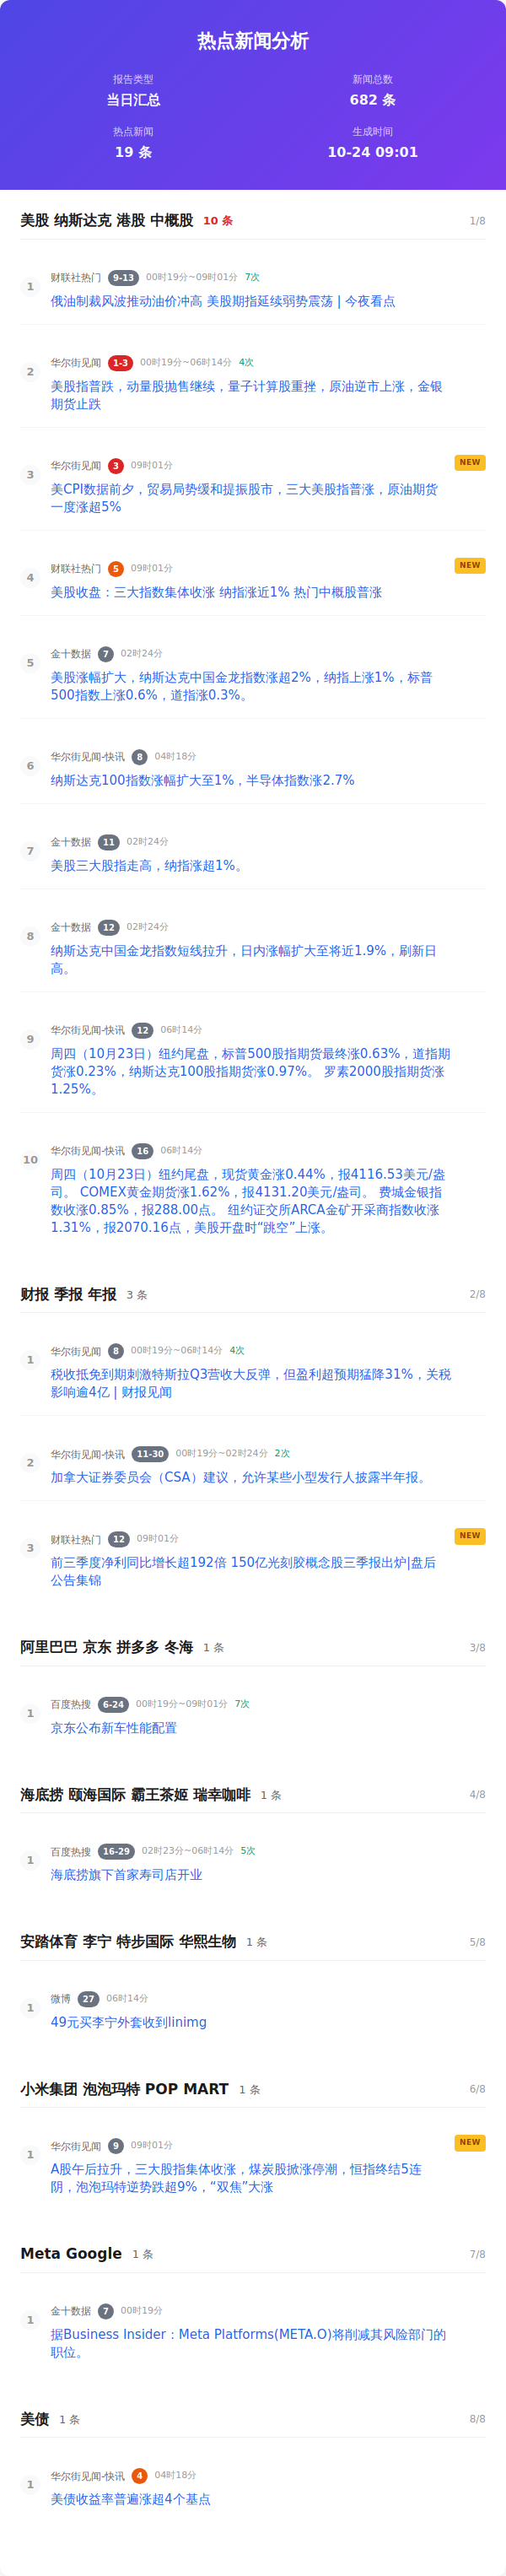 热点新闻分析
报告类型
当日汇总
新闻总数
682 条
热点新闻
19 条
生成时间
10-24 09:01
美股 纳斯达克 港股 中概股 10 条 1/8
1
财联社热门 9-13 00时19分~09时01分 7次
俄油制裁风波推动油价冲高 美股期指延续弱势震荡 | 今夜看点
2
华尔街见闻 1-3 00时19分~06时14分 4次
美股指普跌，动量股抛售继续，量子计算股重挫，原油逆市上涨，金银
期货止跌
3
华尔街见闻 3 09时01分 NEW
美CPI数据前夕，贸易局势缓和提振股市，三大美股指普涨，原油期货
一度涨超5%
4
财联社热门 5 09时01分 NEW
美股收盘：三大指数集体收涨 纳指涨近1% 热门中概股普涨
5
金十数据 7 02时24分
美股涨幅扩大，纳斯达克中国金龙指数涨超2%，纳指上涨1%，标普
500指数上涨0.6%，道指涨0.3%。
6
华尔街见闻-快讯 8 04时18分
纳斯达克100指数涨幅扩大至1%，半导体指数涨2.7%
7
金十数据 11 02时24分
美股三大股指走高，纳指涨超1%。
8
金十数据 12 02时24分
纳斯达克中国金龙指数短线拉升，日内涨幅扩大至将近1.9%，刷新日
高。
9
华尔街见闻-快讯 12 06时14分
周四（10月23日）纽约尾盘，标普500股指期货最终涨0.63%，道指期
货涨0.23%，纳斯达克100股指期货涨0.97%。 罗素2000股指期货涨
1.25%。
10
华尔街见闻-快讯 16 06时14分
周四（10月23日）纽约尾盘，现货黄金涨0.44%，报4116.53美元/盎
司。 COMEX黄金期货涨1.62%，报4131.20美元/盎司。 费城金银指
数收涨0.85%，报288.00点。 纽约证交所ARCA金矿开采商指数收涨
1.31%，报2070.16点，美股开盘时“跳空”上涨。
财报 季报 年报 3 条 2/8
1
华尔街见闻 8 00时19分~06时14分 4次
税收抵免到期刺激特斯拉Q3营收大反弹，但盈利超预期猛降31%，关税
影响逾4亿 | 财报见闻
2
华尔街见闻-快讯 11-30 00时19分~02时24分 2次
加拿大证券委员会（CSA）建议，允许某些小型发行人披露半年报。
3
财联社热门 12 09时01分 NEW
前三季度净利同比增长超192倍 150亿光刻胶概念股三季报出炉|盘后
公告集锦
阿里巴巴 京东 拼多多 冬海 1 条 3/8
1
百度热搜 6-24 00时19分~09时01分 7次
京东公布新车性能配置
海底捞 颐海国际 霸王茶姬 瑞幸咖啡 1 条 4/8
1
百度热搜 16-29 02时23分~06时14分 5次
海底捞旗下首家寿司店开业
安踏体育 李宁 特步国际 华熙生物 1 条 5/8
1
微博 27 06时14分
49元买李宁外套收到linimg
小米集团 泡泡玛特 POP MART 1 条 6/8
1
华尔街见闻 9 09时01分 NEW
A股午后拉升，三大股指集体收涨，煤炭股掀涨停潮，恒指终结5连
阴，泡泡玛特逆势跌超9%，“双焦”大涨
Meta Google 1 条 7/8
1
金十数据 7 00时19分
据Business Insider：Meta Platforms(META.O)将削减其风险部门的
职位。
美债 1 条 8/8
1
华尔街见闻-快讯 4 04时18分
美债收益率普遍涨超4个基点